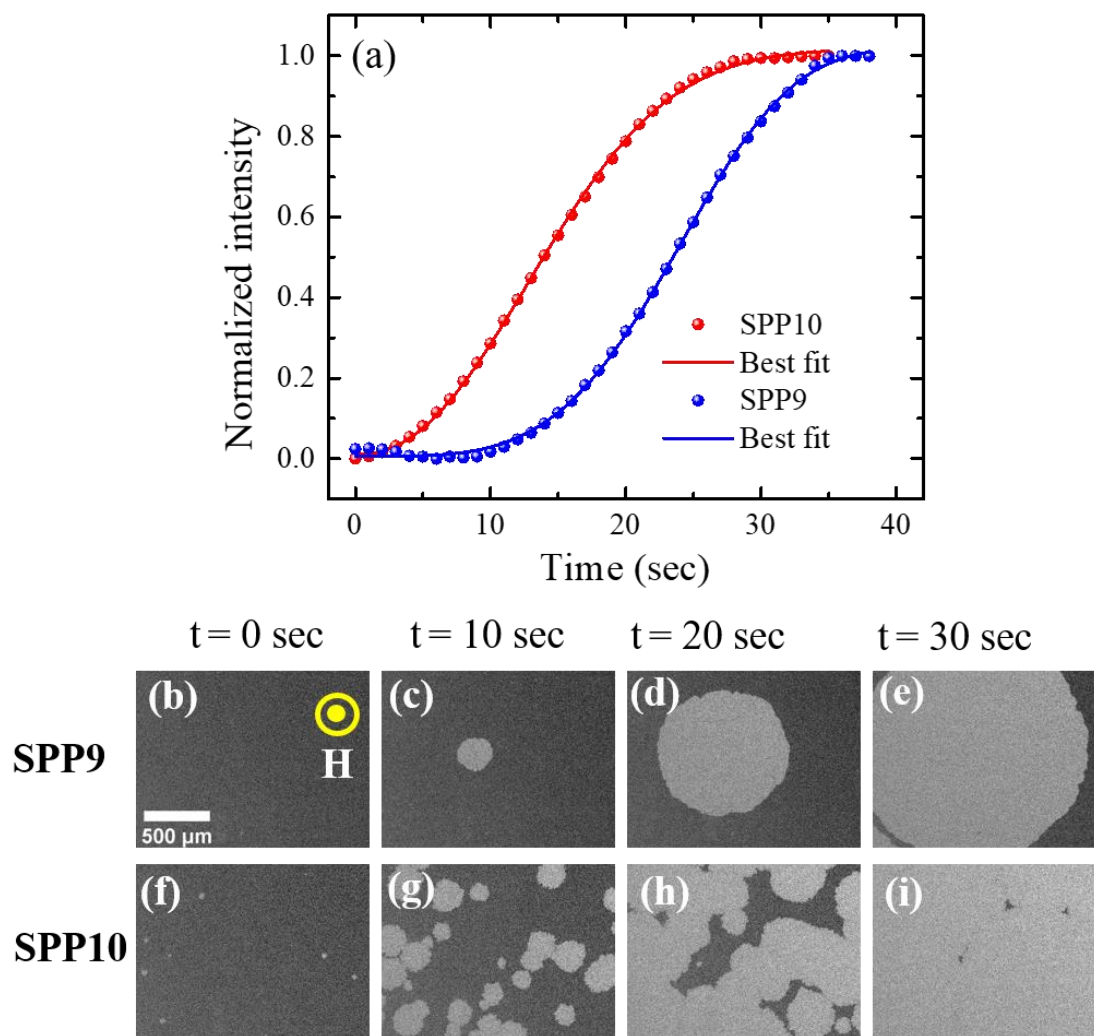 (a)
1.0
0.8
0.6
0.4
0.2
0.0
Normalized intensity
SPP10
Best fit
SPP9
Best fit
0 10 20 30 40
Time (sec)
t = 0 sec t = 10 sec t = 20 sec t = 30 sec
SPP9
(b) (c) (d) (e)
H
500 μm
SPP10
(f) (g) (h) (i)